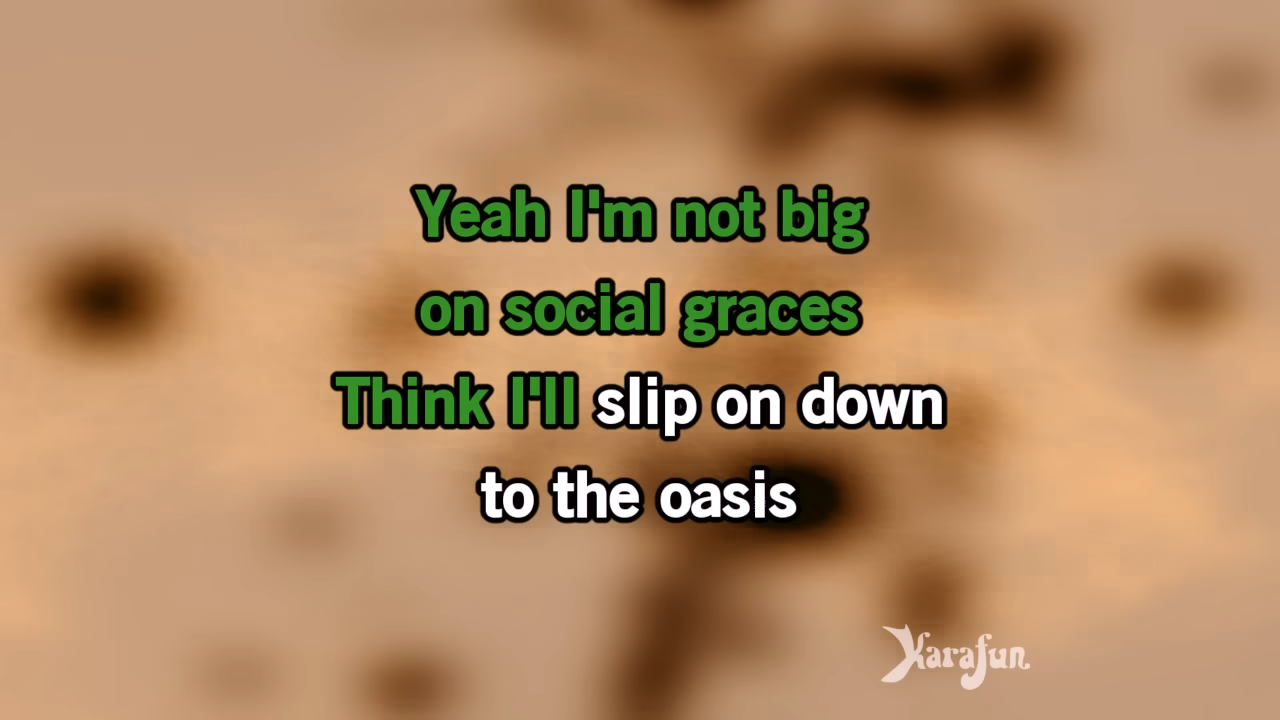 Yeah I'm not big
on social graces
Think I'll slip on down
to the oasis
Karafun